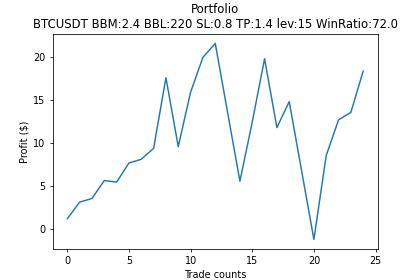 Portfolio
BTCUSDT BBM:2.4 BBL:220 SL:0.8 TP:1.4 lev:15 WinRatio:72.0
20
15
10
5
0
Profit ($)
0 5 10 15 20 25
Trade counts